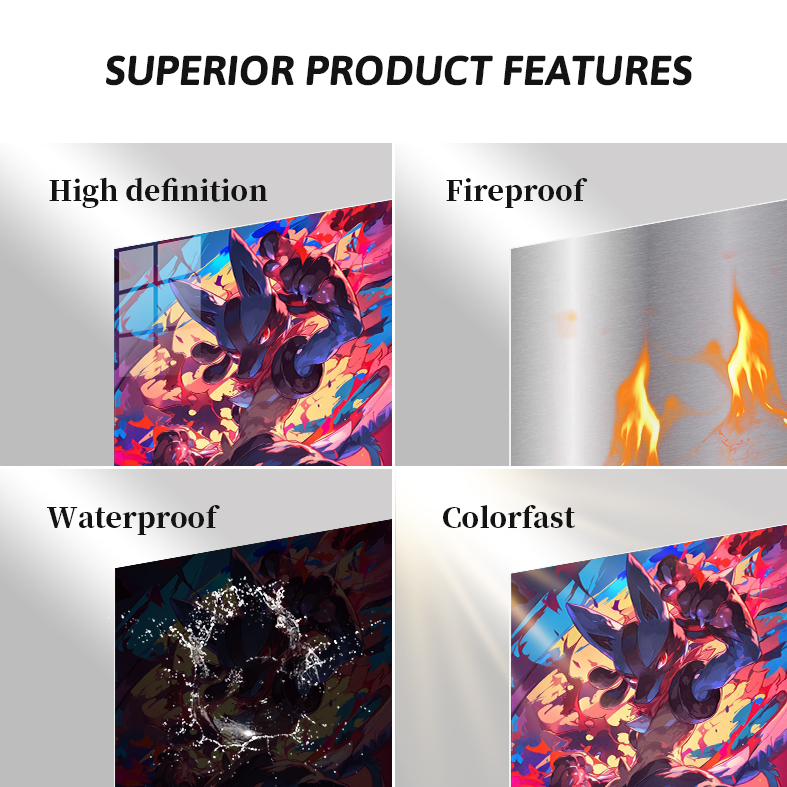 SUPERIOR PRODUCT FEATURES
High definition
Fireproof
Waterproof
Colorfast